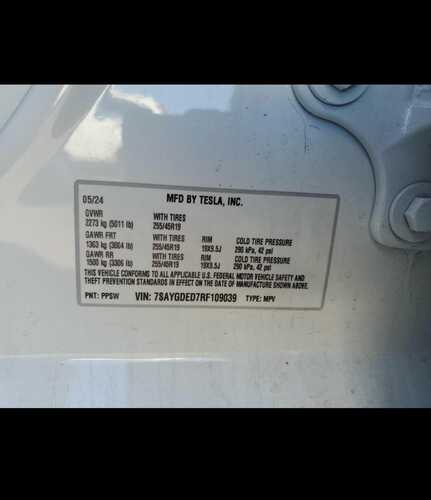 05/24 MFD BY TESLA, INC.
GVWR WITH TIRES
2273 kg (5011 lb) 255/45R19
GAWR FRT WITH TIRES RIM COLD TIRE PRESSURE
1363 kg (3004 lb) 255/45R19 19X9.5J 290 kPa, 42 psi
GAWR RR WITH TIRES RIM COLD TIRE PRESSURE
1500 kg (3306 lb) 255/45R19 19X9.5J 290 kPa, 42 psi
THIS VEHICLE CONFORMS TO ALL APPLICABLE FEDERAL MOTOR VEHICLE SAFETY AND
THEFT PREVENTION STANDARDS IN EFFECT ON THE DATE OF MANUFACTURE SHOWN ABOVE.
PNT: PPSW VIN: 7SAYGDED7RF109039 TYPE: MPV